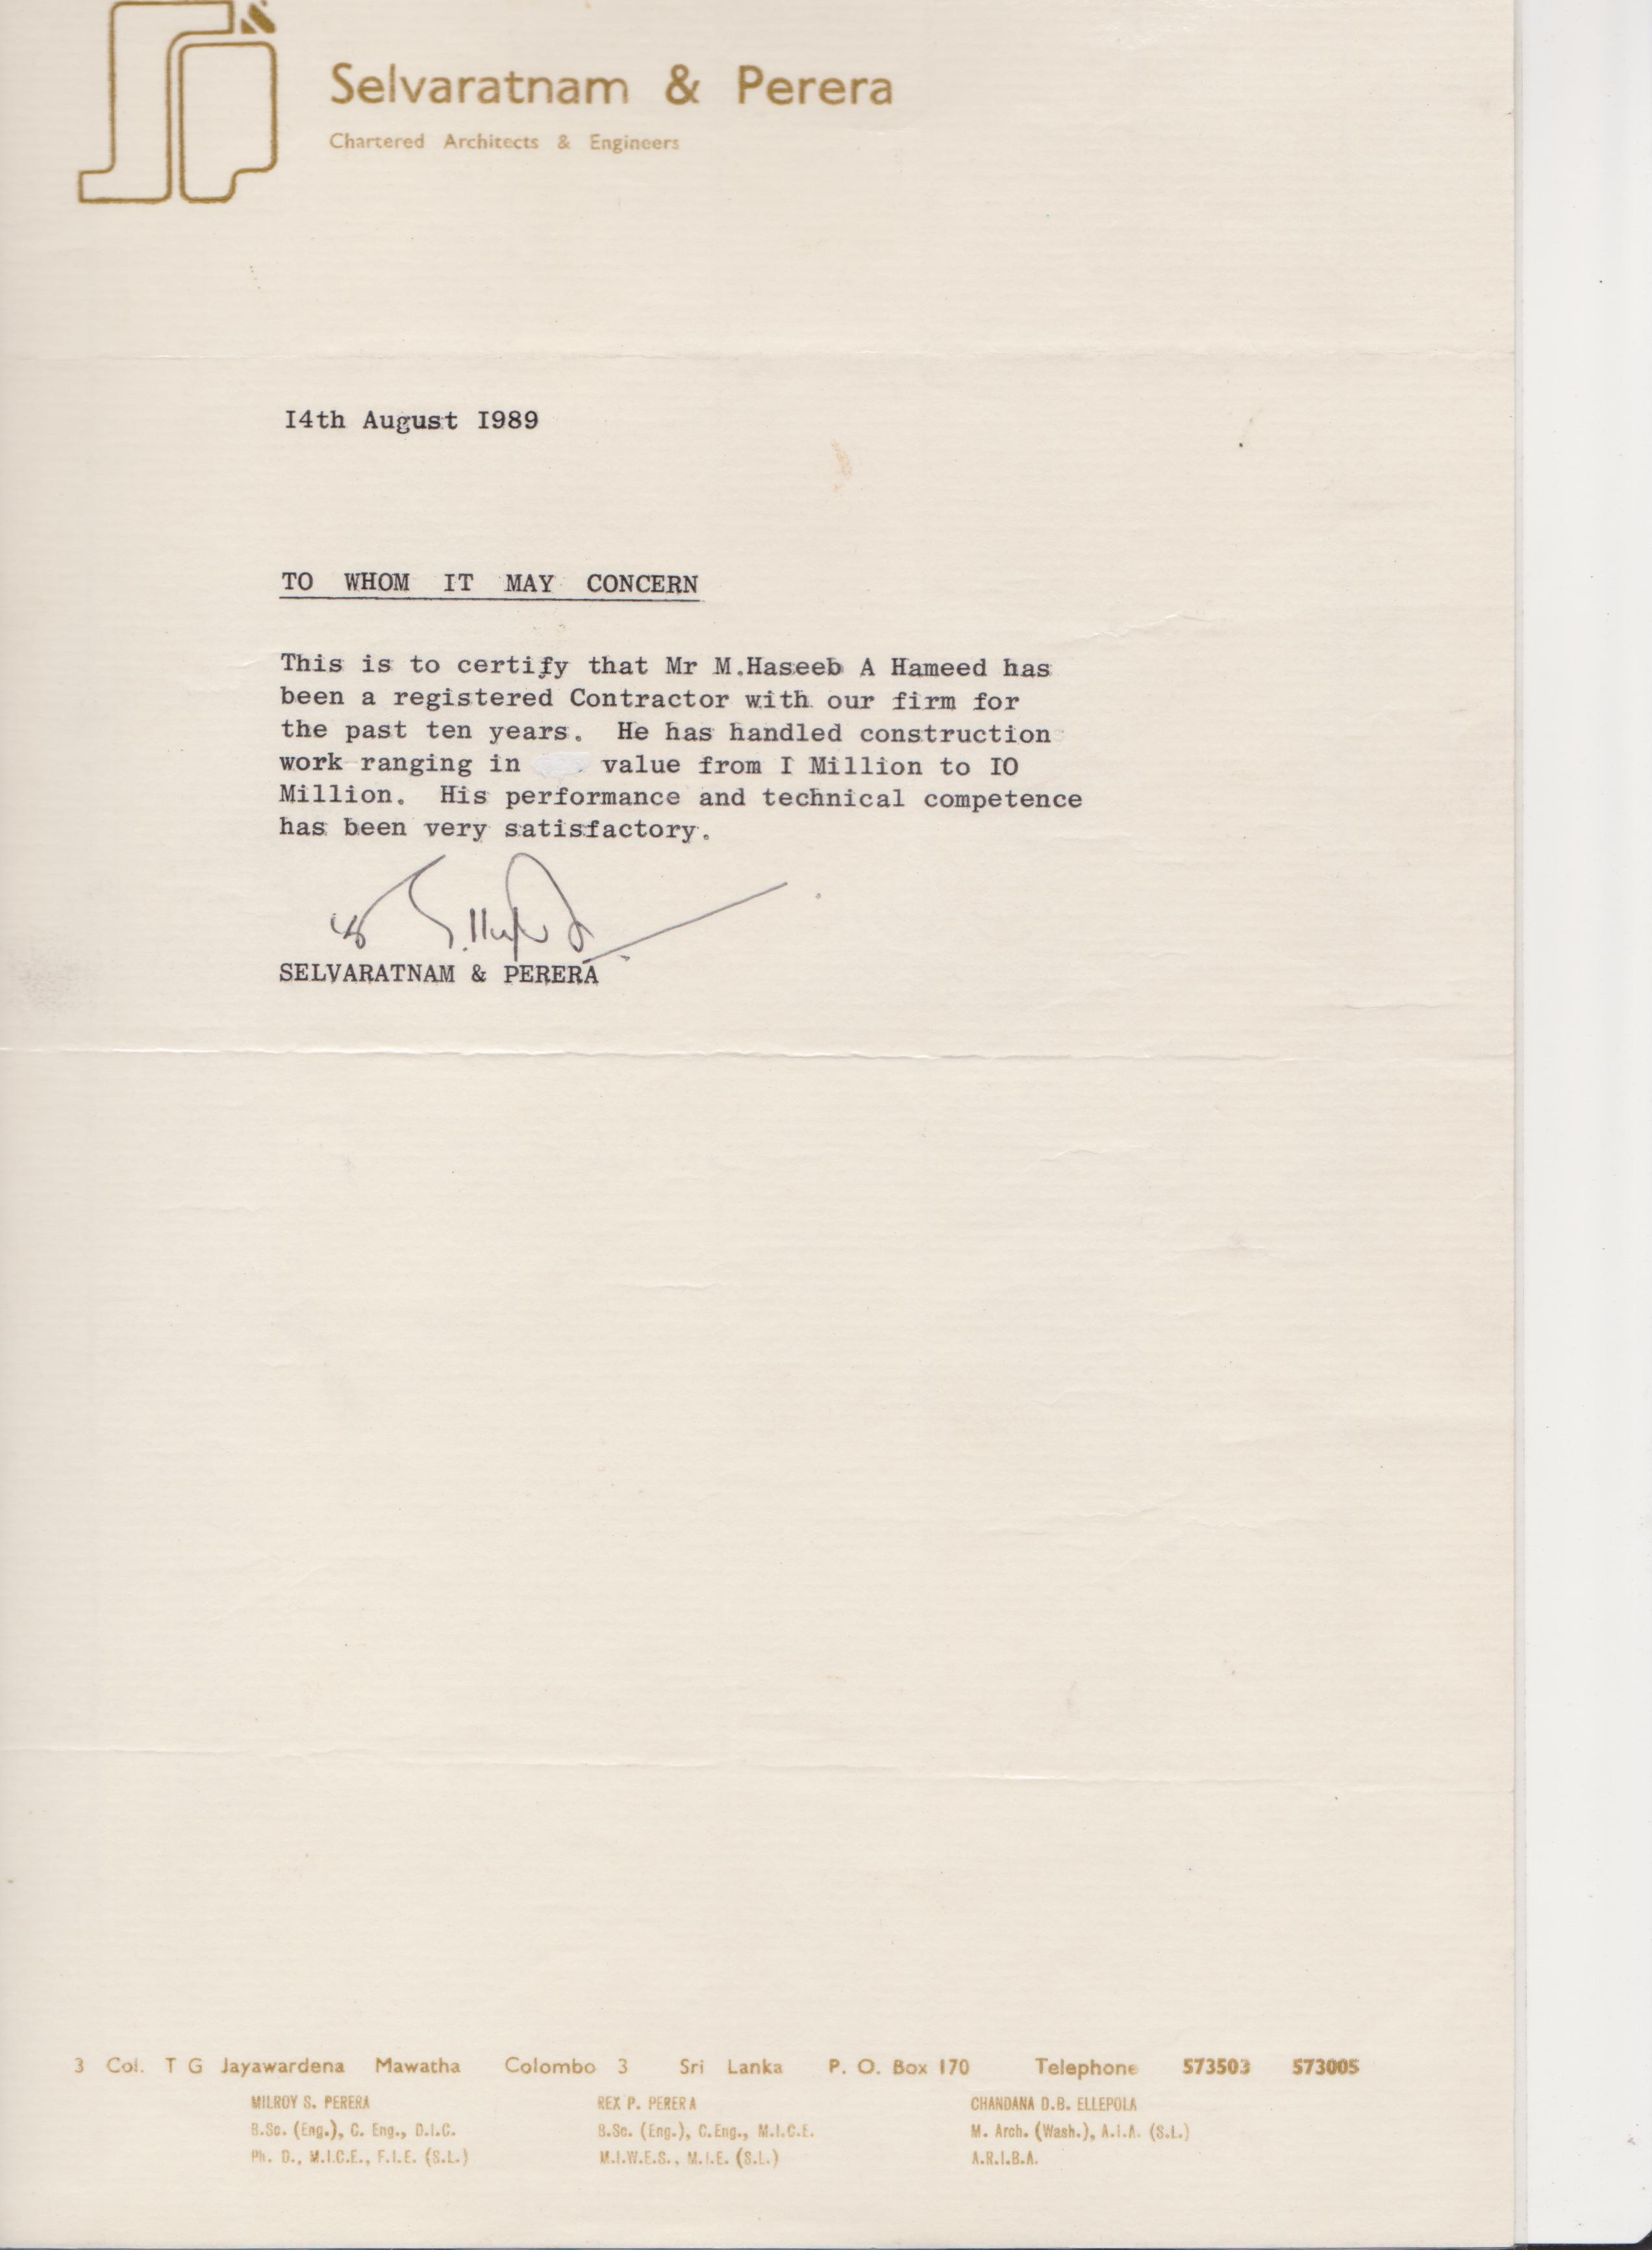 Selvaratnam & Perera
Chartered Architects & Engineers
I4th August I989
TO WHOM IT MAY CONCERN
This is to certify that Mr M.Haseeb A Hameed has
been a registered Contractor with our firm for
the past ten years. He has handled construction
work ranging in value from I Million to IO
Million. His performance and technical competence
has been very satisfactory.
SELVARATNAM & PERERA
3 Col. T G Jayawardena Mawatha Colombo 3 Sri Lanka P. O. Box 170 Telephone 573503 573005
MILROY S. PERERA REX P. PERERA CHANDANA D.B. ELLEPOLA
B.Sc. (Eng.), C. Eng., D.I.C. B.Sc. (Eng.), C.Eng., M.I.C.E. M. Arch. (Wash.), A.I.A. (S.L.)
Ph. D., M.I.C.E., F.I.E. (S.L.) M.I.W.E.S., M.I.E. (S.L.) A.R.I.B.A.